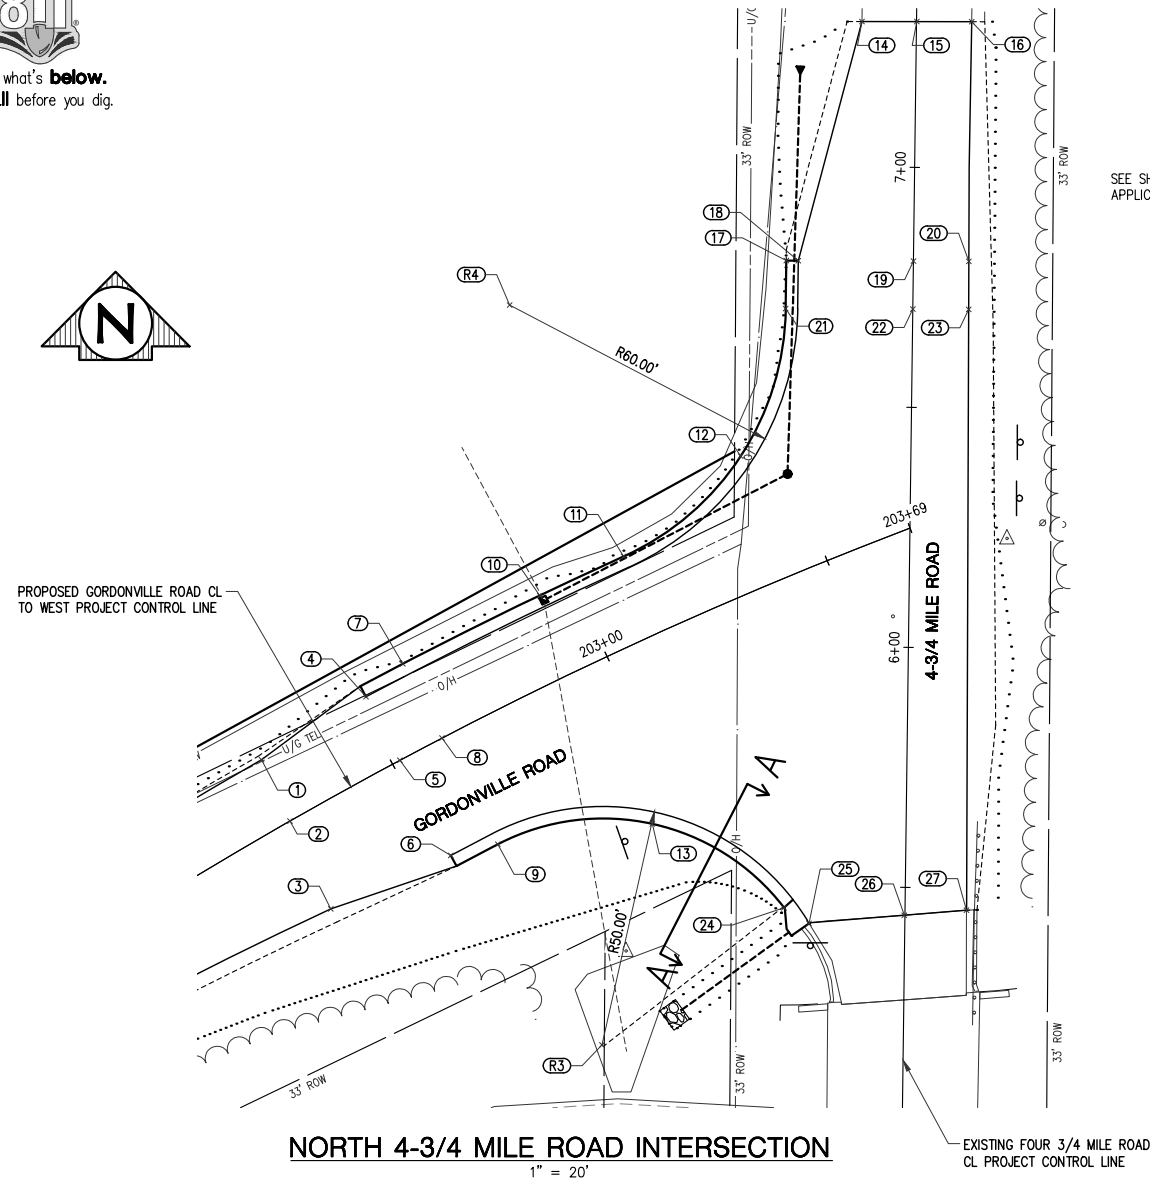 811
what's below.
before you dig.
14
15
16
U/G
33' ROW
7+00
33' ROW
SEE
APPLIC
18
17
20
R4
19
N
21
22
23
R60.00'
12
O/H
11
203+69
10
4-3/4 MILE ROAD
PROPOSED GORDONVILLE ROAD CL
TO WEST PROJECT CONTROL LINE
7
203+00
6+00
4
O/H
U/G TEL
8
5
1
GORDONVILLE ROAD
A
2
6
O/H
13
9
25
26
27
3
24
R50.00'
A
R3
33' ROW
33' ROW
33' ROW
NORTH 4-3/4 MILE ROAD INTERSECTION
1" = 20'
EXISTING FOUR 3/4 MILE ROAD
CL PROJECT CONTROL LINE